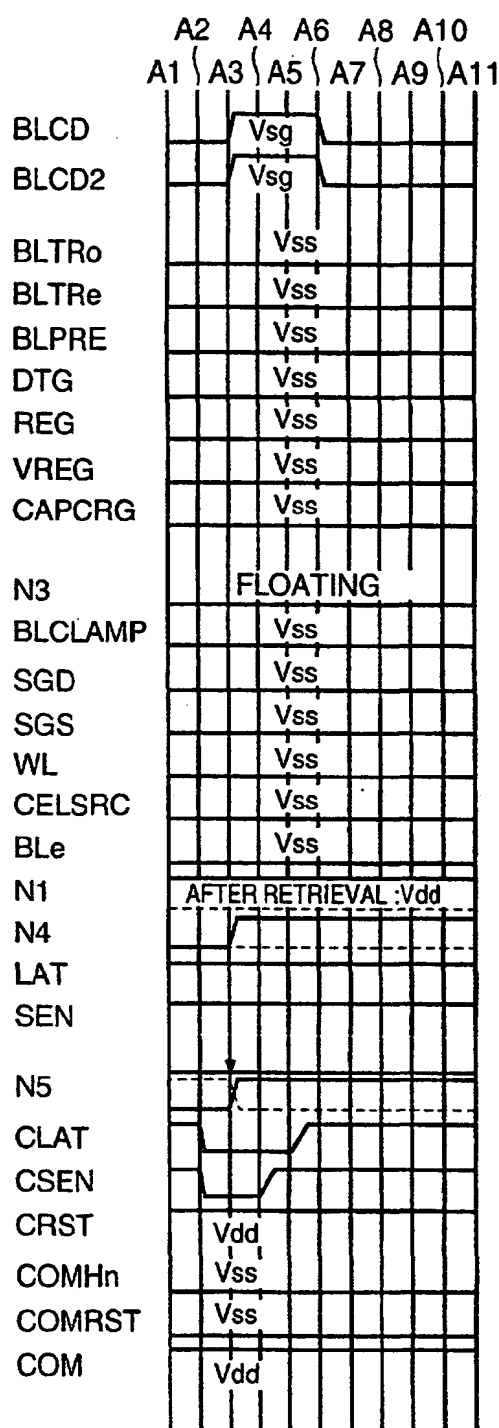 A2 A4 A6 A8 A10
A1 A3 A5 A7 A9 A11
BLCD Vsg
BLCD2 Vsg
BLTRo Vss
BLTRe Vss
BLPRE Vss
DTG Vss
REG Vss
VREG Vss
CAPCRG Vss
N3 FLOATING
BLCLAMP Vss
SGD Vss
SGS Vss
WL Vss
CELSRC Vss
BLe Vss
N1 AFTER RETRIEVAL :Vdd
N4
LAT
SEN
N5
CLAT
CSEN
CRST Vdd
COMHn Vss
COMRST Vss
COM Vdd